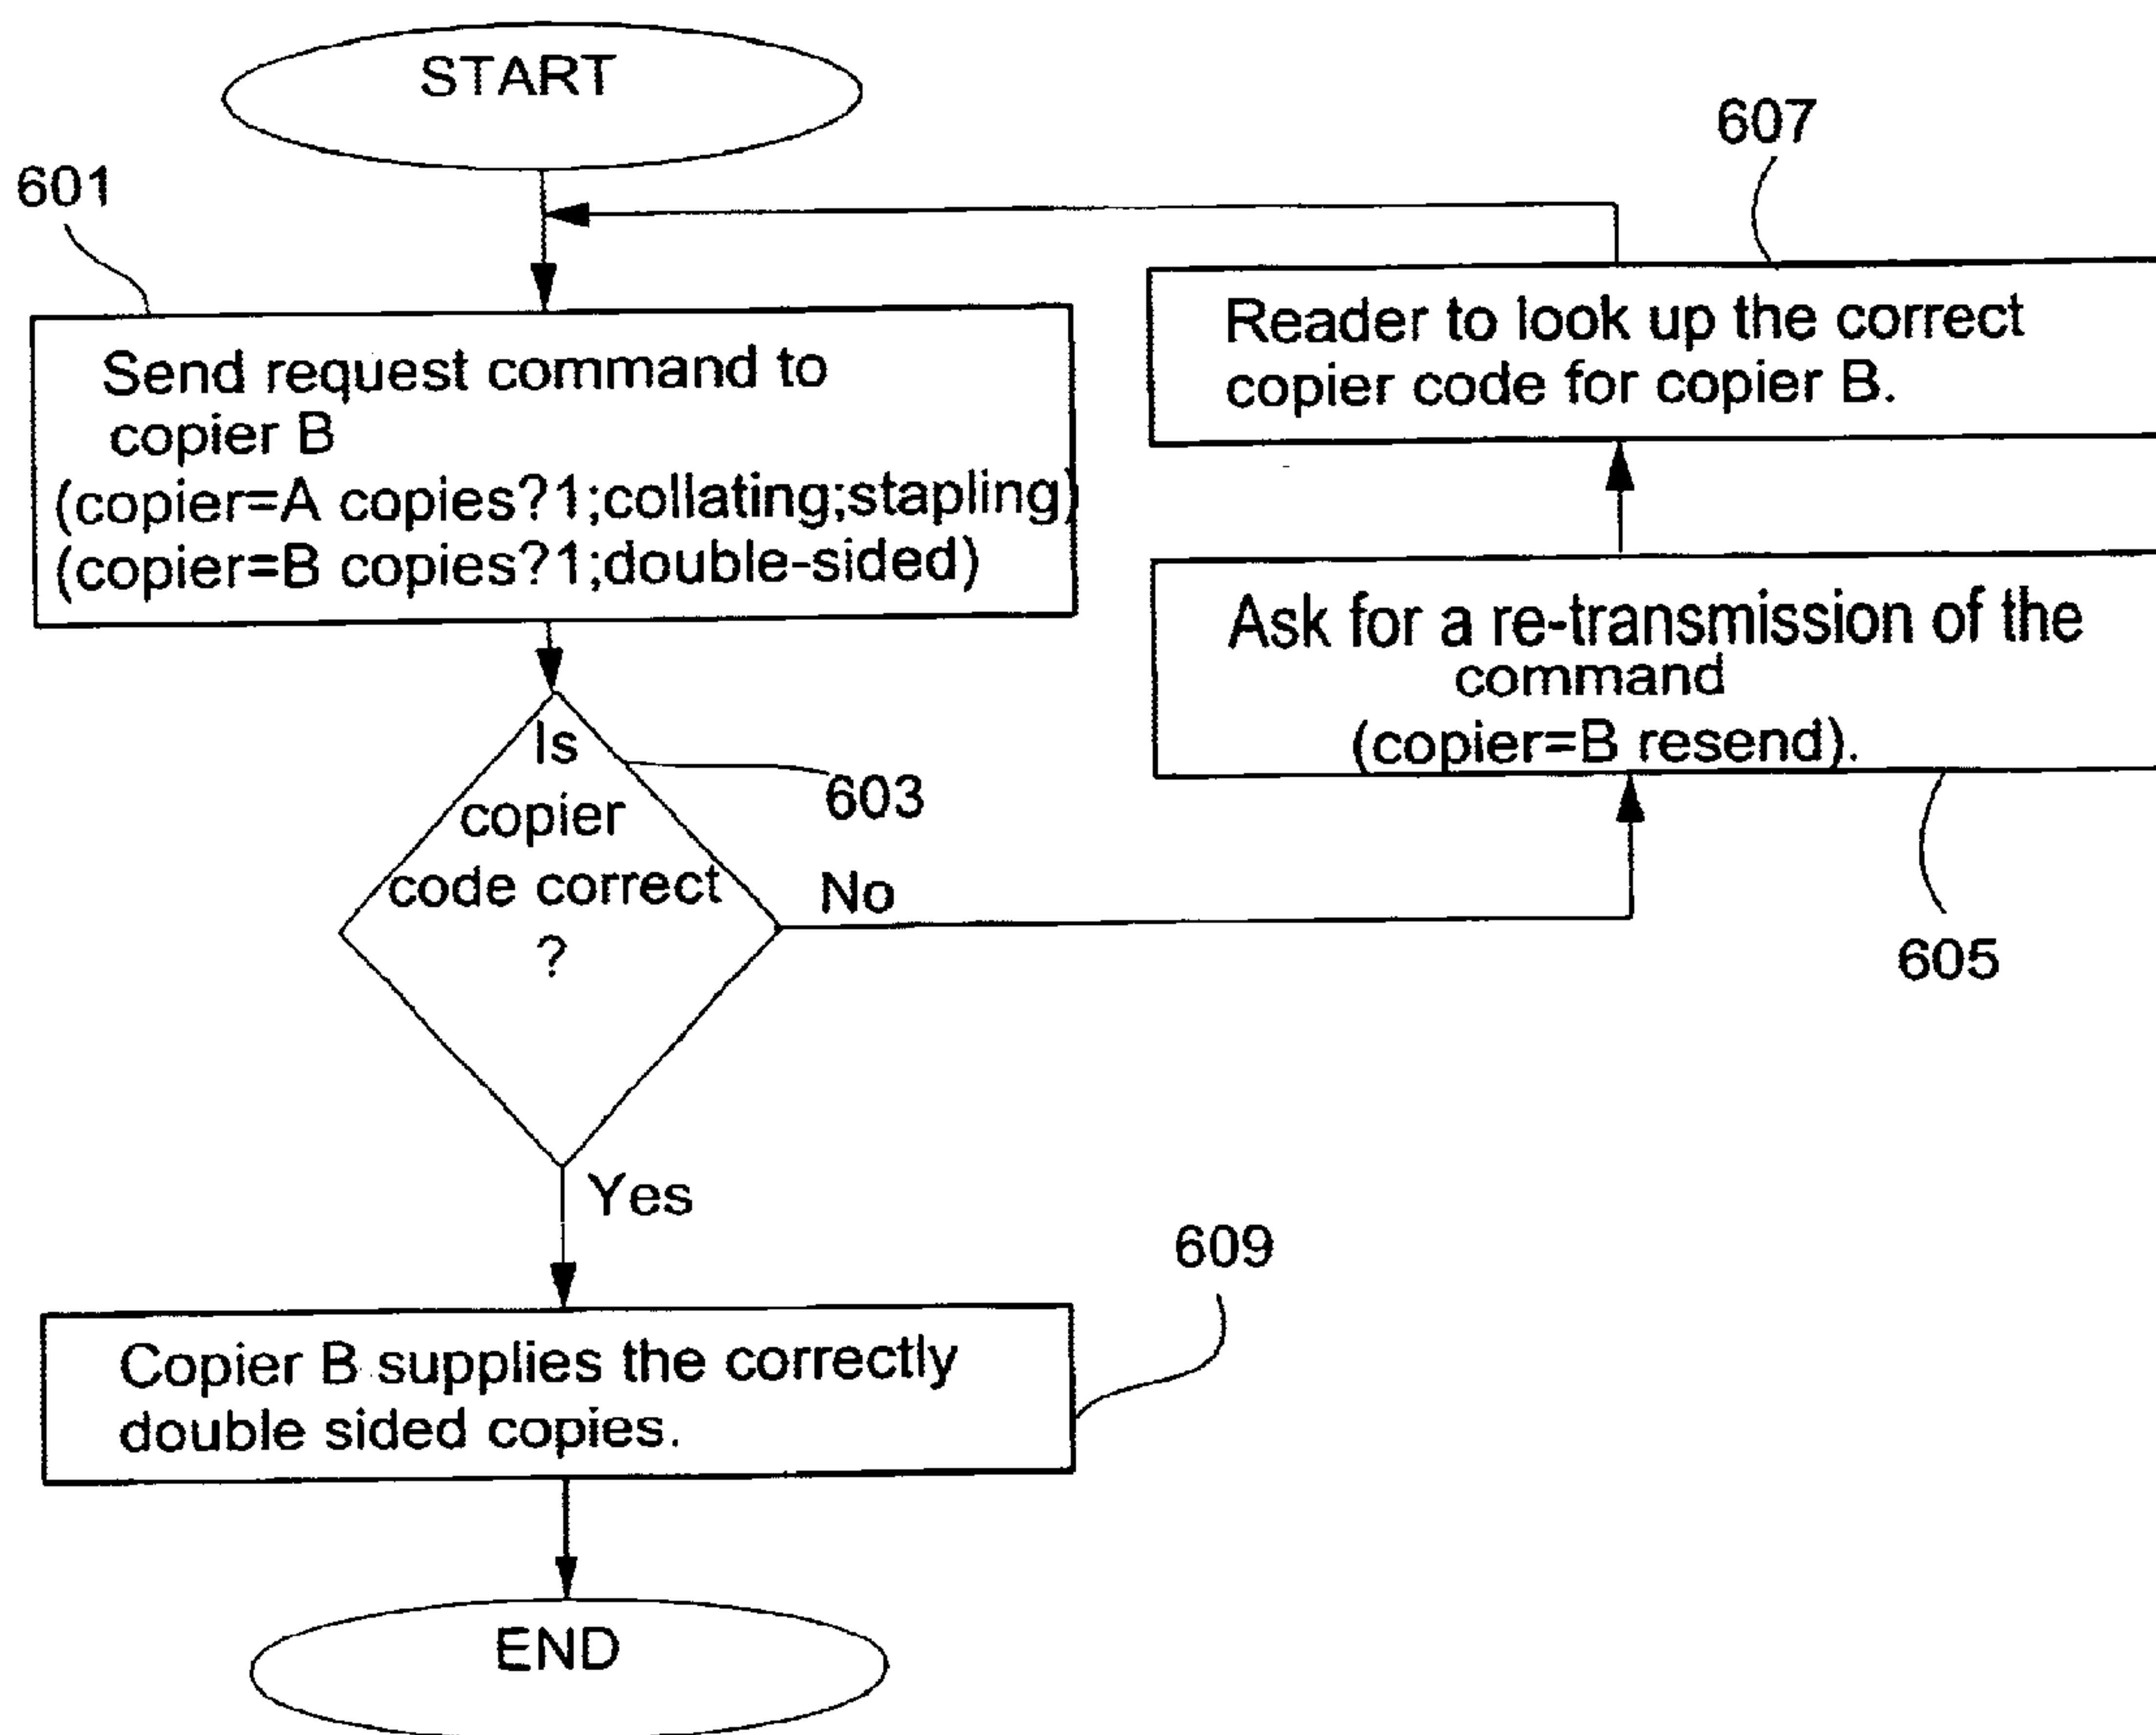 START
601
607
Send request command to
copier B
(copier=A copies?1;collating;stapling)
(copier=B copies?1;double-sided)
Reader to look up the correct
copier code for copier B.
Ask for a re-transmission of the
command
(copier=B resend).
605
Is
copier
code correct
?
603
No
Yes
609
Copier B supplies the correctly
double sided copies.
END